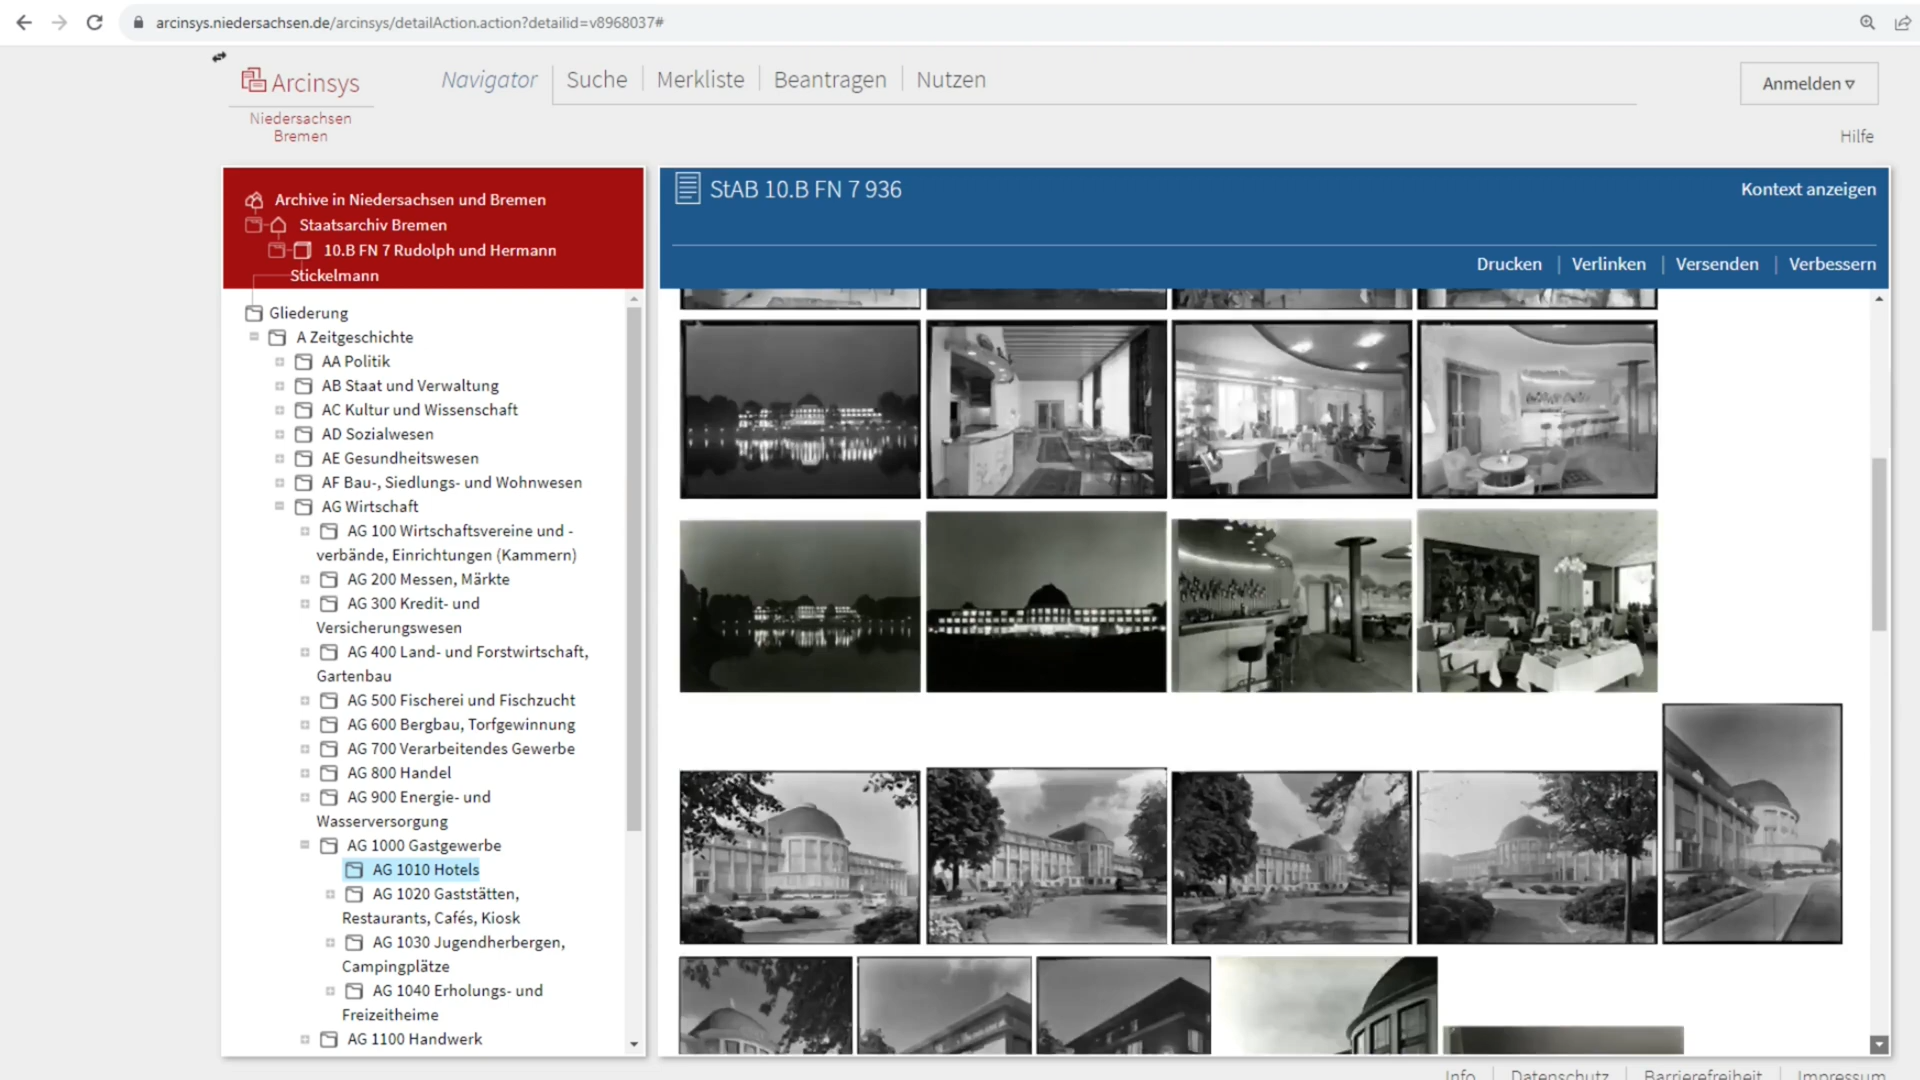 arcinsys.niedersachsen.de/arcinsys/detailAction.action?detailid=v8968037#
Arcinsys
Niedersachsen
Bremen
Navigator
Suche
Merkliste
Beantragen
Nutzen
Anmelden
Hilfe
Archive in Niedersachsen und Bremen
Staatsarchiv Bremen
10.B FN 7 Rudolph und Hermann
Stickelmann
StAB 10.B FN 7 936
Kontext anzeigen
Drucken
Verlinken
Versenden
Verbessern
Gliederung
A Zeitgeschichte
AA Politik
AB Staat und Verwaltung
AC Kultur und Wissenschaft
AD Sozialwesen
AE Gesundheitswesen
AF Bau-, Siedlungs- und Wohnwesen
AG Wirtschaft
AG 100 Wirtschaftsvereine und -
verbände, Einrichtungen (Kammern)
AG 200 Messen, Märkte
AG 300 Kredit- und
Versicherungswesen
AG 400 Land- und Forstwirtschaft,
Gartenbau
AG 500 Fischerei und Fischzucht
AG 600 Bergbau, Torfgewinnung
AG 700 Verarbeitendes Gewerbe
AG 800 Handel
AG 900 Energie- und
Wasserversorgung
AG 1000 Gastgewerbe
AG 1010 Hotels
AG 1020 Gaststätten,
Restaurants, Cafés, Kiosk
AG 1030 Jugendherbergen,
Campingplätze
AG 1040 Erholungs- und
Freizeitheime
AG 1100 Handwerk
Info
Datenschutz
Barrierefreiheit
Impressum